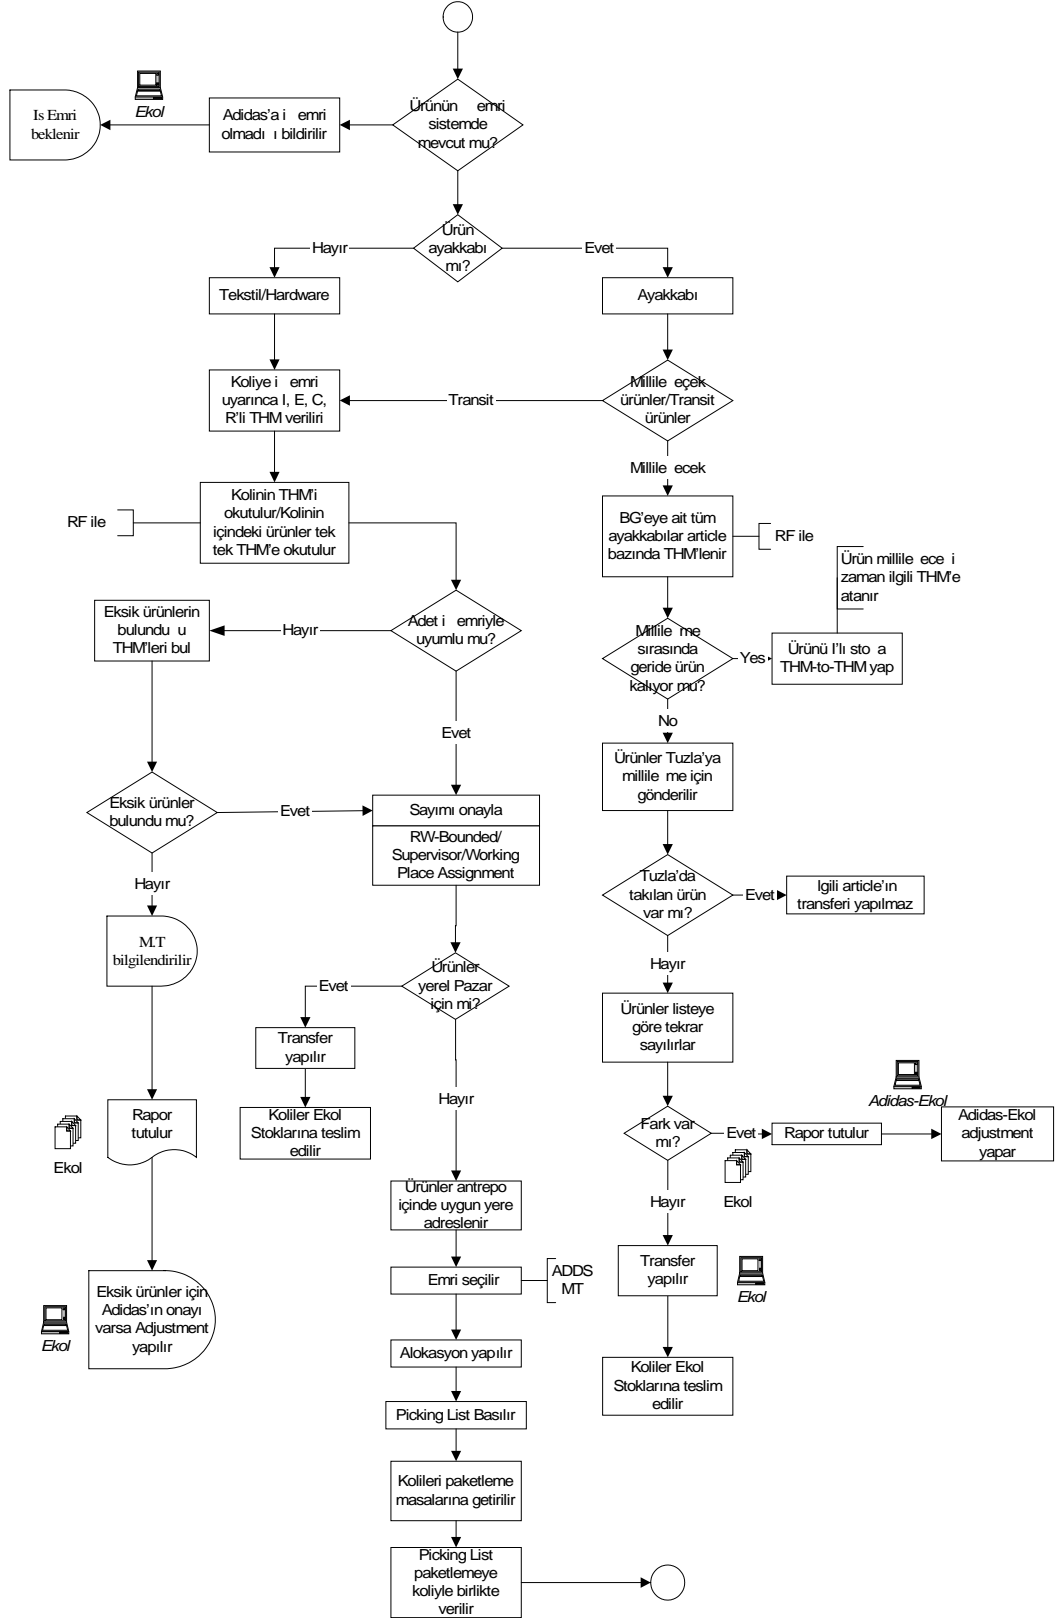 Ürünün emri
sistemde
mevcut mu?
Adidas'a i emri
olmadı ı bildirilir
Ekol
Is Emri
beklenir
Ürün
ayakkabı
mı?
Hayır
Evet
Tekstil/Hardware
Ayakkabı
Koliye i emri
uyarınca I, E, C,
R'li THM veriliri
Transit
Millile eçek
ürünler/Transit
ürünler
Millile ecek
RF ile
Kolinin THM'i
okutulur/Kolinin
içindeki ürünler tek
tek THM'e okutulur
BG'eye ait tüm
ayakkabılar article
bazında THM'lenir
RF ile
Ürün millile ece i
zaman ilgili THM'e
atanır
Eksik ürünlerin
bulundu u
THM'leri bul
Hayır
Adet i emriyle
uyumlu mu?
Millile me
sırasında
geride ürün
kalıyor mu?
Yes
Ürünü I'lı sto a
THM-to-THM yap
Evet
No
Ürünler Tuzla'ya
millile me için
gönderilir
Eksik ürünler
bulundu mu?
Evet
Sayımı onayla
RW-Bounded/
Supervisor/Working
Place Assignment
Hayır
Tuzla'da
takılan ürün
var mı?
Evet
Ilgili article'ın
transferi yapılmaz
M.T
bilgilendirilir
Hayır
Ürünler
yerel Pazar
için mi?
Evet
Transfer
yapılır
Ürünler listeye
göre tekrar
sayılırlar
Hayır
Koliler Ekol
Stoklarına teslim
edilir
Rapor
tutulur
Ekol
Fark var
mı?
Evet
Rapor tutulur
Ekol
Adidas-Ekol
Adidas-Ekol
adjustment
yapar
Hayır
Ürünler antrepo
içinde uygun yere
adreslenir
Transfer
yapılır
Ekol
Emri seçilir
ADDS
MT
Eksik ürünler için
Adidas'ın onayı
varsa Adjustment
yapılır
Ekol
Alokasyon yapılır
Koliler Ekol
Stoklarına teslim
edilir
Picking List Basılır
Kolileri paketleme
masalarına getirilir
Picking List
paketlemeye
koliyle birlikte
verilir